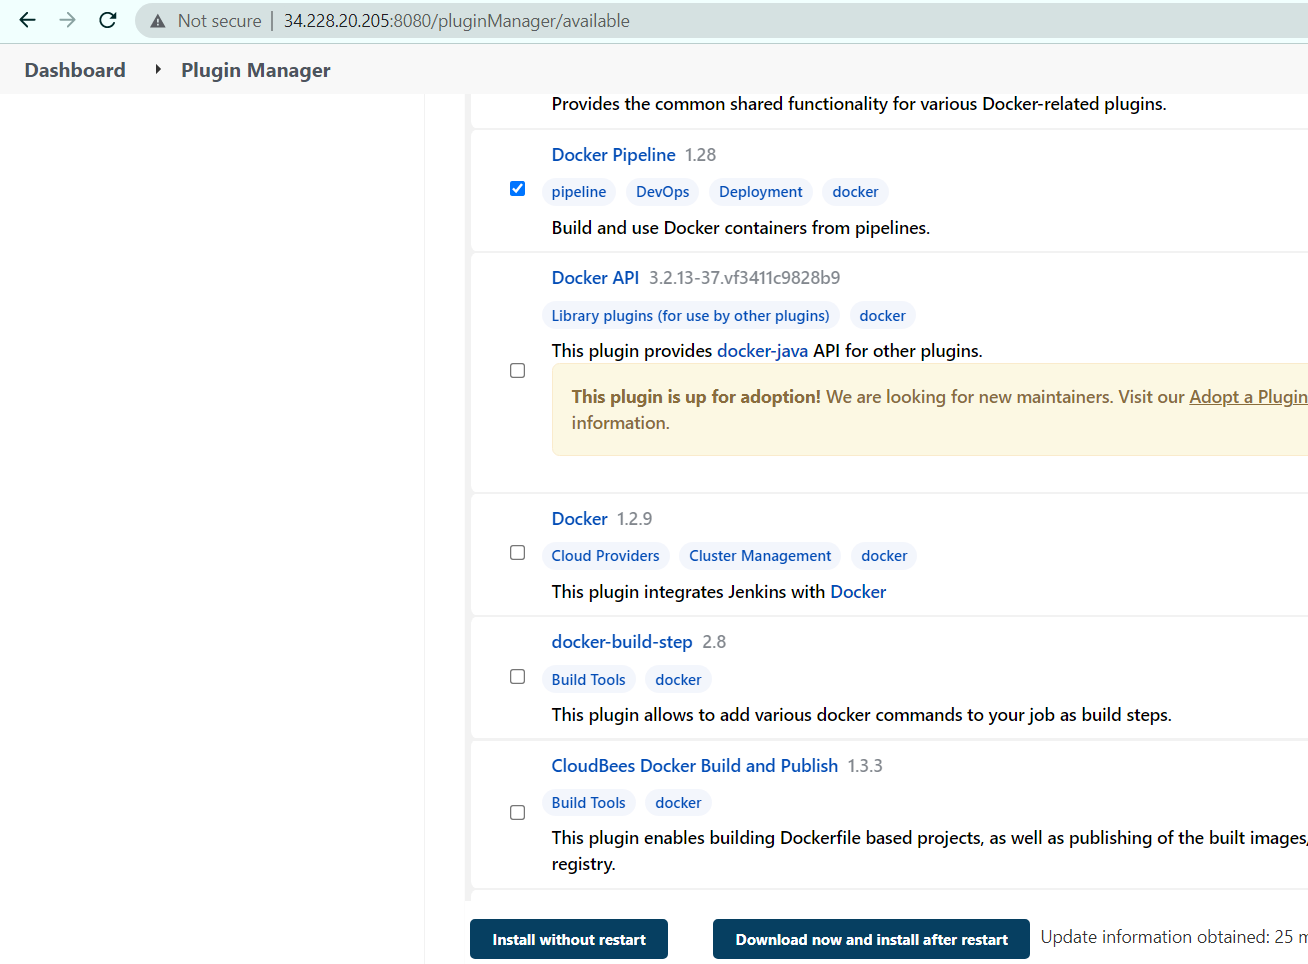 Not secure | 34.228.20.205:8080/pluginManager/available
Dashboard Plugin Manager
Provides the common shared functionality for various Docker-related plugins.
Docker Pipeline 1.28
pipeline DevOps Deployment docker
Build and use Docker containers from pipelines.
Docker API 3.2.13-37.vf3411c9828b9
Library plugins (for use by other plugins) docker
This plugin provides docker-java API for other plugins.
This plugin is up for adoption! We are looking for new maintainers. Visit our Adopt a Plugin
information.
Docker 1.2.9
Cloud Providers Cluster Management docker
This plugin integrates Jenkins with Docker
docker-build-step 2.8
Build Tools docker
This plugin allows to add various docker commands to your job as build steps.
CloudBees Docker Build and Publish 1.3.3
Build Tools docker
This plugin enables building Dockerfile based projects, as well as publishing of the built images,
registry.
Install without restart Download now and install after restart Update information obtained: 25 m